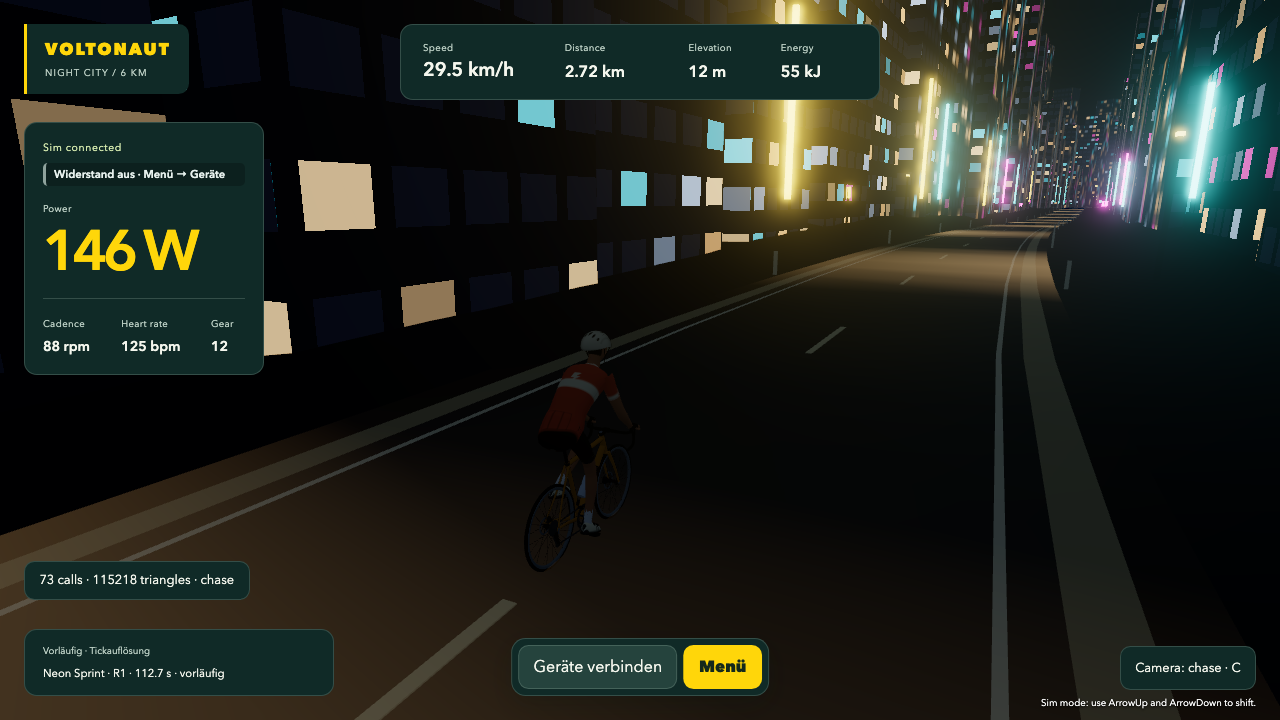 VOLTONAUT
NIGHT CITY / 6 KM
Speed
29.5 km/h
Distance
2.72 km
Elevation
12 m
Energy
55 kJ
Sim connected
Widerstand aus · Menü → Geräte
Power
146 W
Cadence
88 rpm
Heart rate
125 bpm
Gear
12
73 calls · 115218 triangles · chase
Vorläufig · Tickauflösung
Neon Sprint · R1 · 112.7 s · vorläufig
Geräte verbinden
Menü
Camera: chase · C
Sim mode: use ArrowUp and ArrowDown to shift.